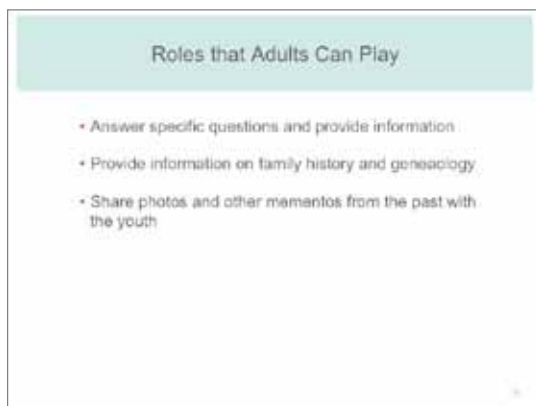 Roles that Adults Can Play
• Answer specific questions and provide information
• Provide information on family history and geneaology
• Share photos and other mementos from the past with
the youth